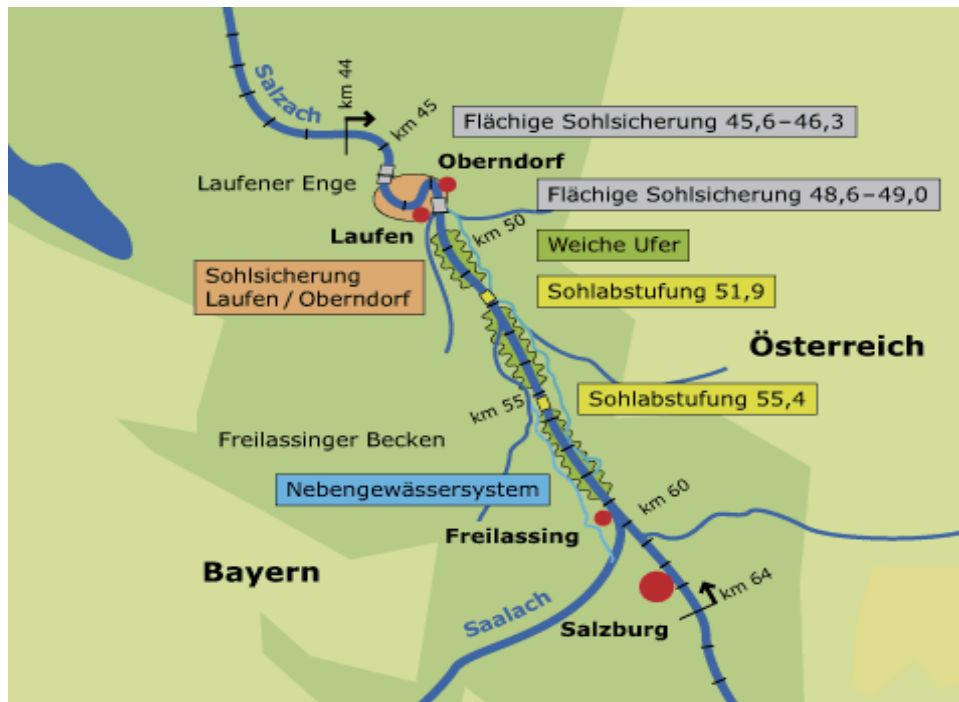 Salzach
km 44
km 45
Flächige Sohlsicherung 45,6–46,3
Oberndorf
Laufener Enge
Flächige Sohlsicherung 48,6–49,0
Laufen
km 50
Weiche Ufer
Sohlsicherung
Laufen / Oberndorf
Sohlabstufung 51,9
Österreich
km 55
Sohlabstufung 55,4
Freilassinger Becken
Nebengewässersystem
km 60
Freilassing
Bayern
km 64
Saalach
Salzburg